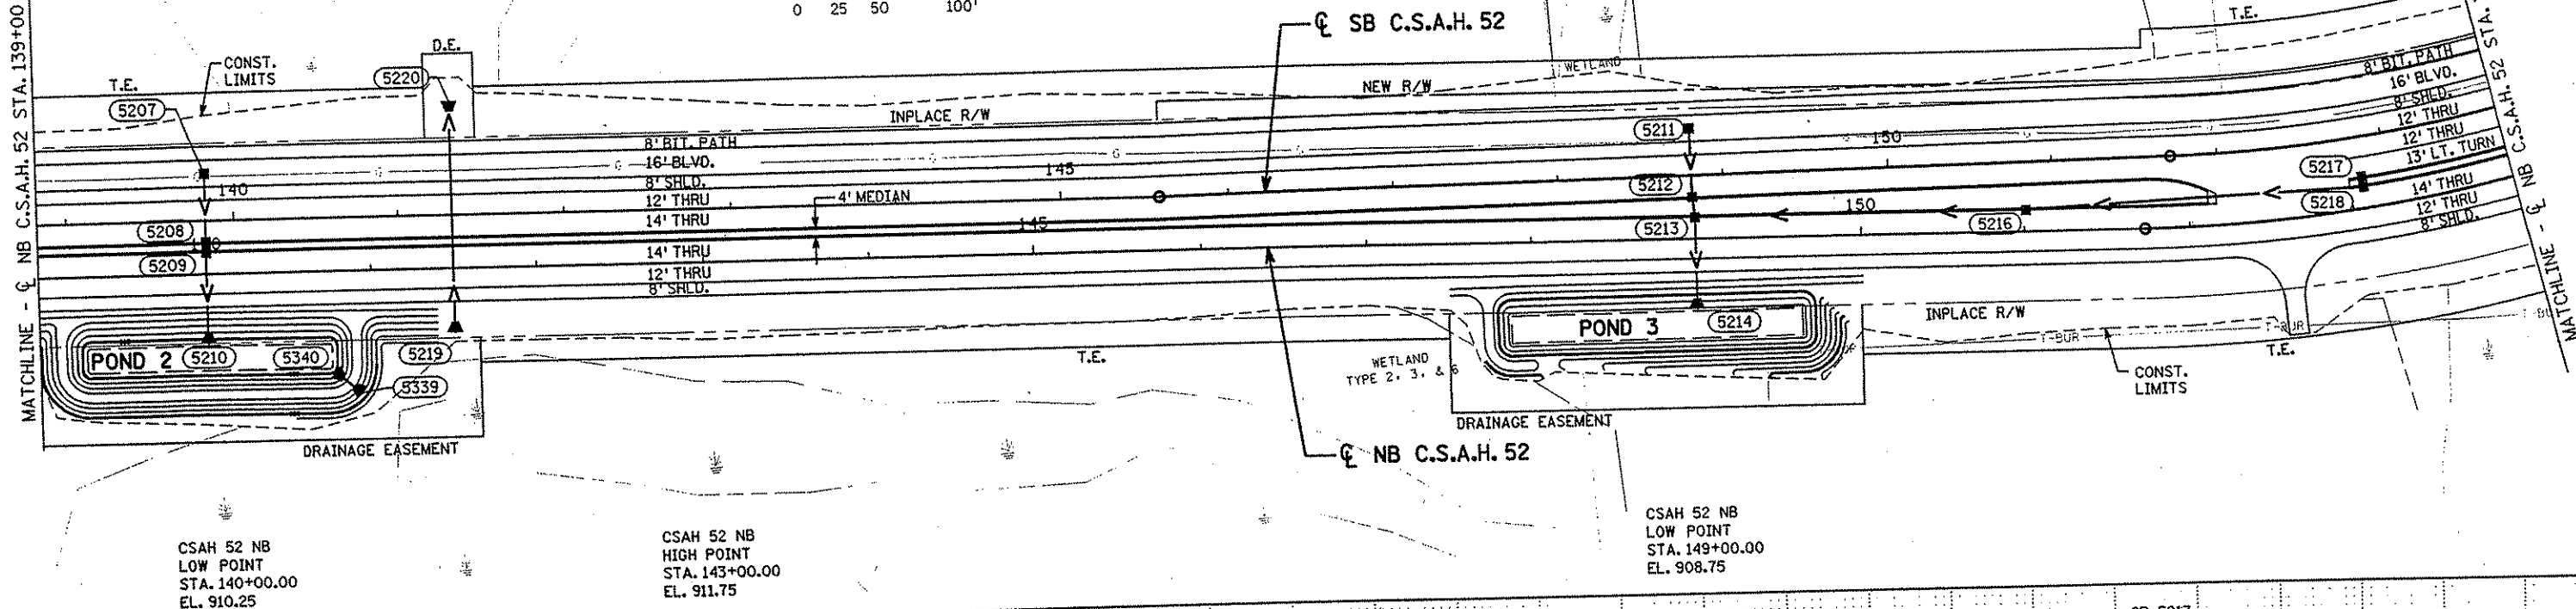 0 25 50 100'
MATCHLINE - ℄ NB C.S.A.H. 52 STA. 139+00
T.E.
CONST.
LIMITS
D.E.
5207
5220
℄ SB C.S.A.H. 52
WETLAND
T.E.
NEW R/W
INPLACE R/W
8' BIT. PATH
16' BLVD.
8' SHLD.
12' THRU
14' THRU
4' MEDIAN
14' THRU
12' THRU
8' SHLD.
140
145
145
150
150
G
G
G
G
G
5208
5209
5211
5212
5213
5216
5217
5218
8' BIT. PATH
16' BLVD.
8' SHLD.
12' THRU
12' THRU
13' LT. TURN
14' THRU
12' THRU
8' SHLD.
MATCHLINE - ℄ NB C.S.A.H. 52 STA.
POND 2
5210
5340
5219
5339
DRAINAGE EASEMENT
T.E.
WETLAND
TYPE 2, 3, & 6
POND 3
5214
DRAINAGE EASEMENT
℄ NB C.S.A.H. 52
INPLACE R/W
T-BUR
T-BUR
T.E.
CONST.
LIMITS
CSAH 52 NB
LOW POINT
STA. 140+00.00
EL. 910.25
CSAH 52 NB
HIGH POINT
STA. 143+00.00
EL. 911.75
CSAH 52 NB
LOW POINT
STA. 149+00.00
EL. 908.75